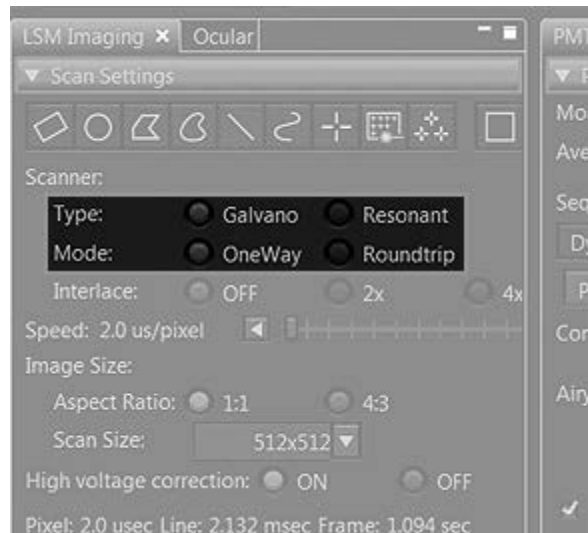 LSM Imaging Ocular
Scan Settings
Scanner:
Type: Galvano Resonant
Mode: OneWay Roundtrip
Interlace: OFF 2x 4x
Speed: 2.0 us/pixel
Image Size:
Aspect Ratio: 1:1 4:3
Scan Size: 512x512
High voltage correction: ON OFF
Pixel: 2.0 usec Line: 2.132 msec Frame: 1.094 sec
PMT
Mo
Ave
Seq
Dy
P
Cor
Airy